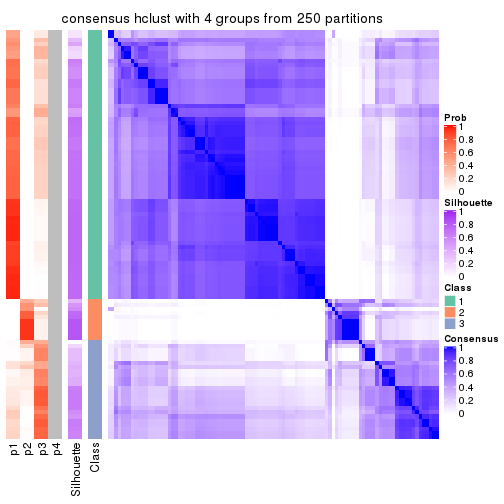 consensus hclust with 4 groups from 250 partitions
Prob
1
0.8
0.6
0.4
0.2
0
Silhouette
1
0.8
0.6
0.4
0.2
0
Class
1
2
3
Consensus
1
0.8
0.6
0.4
0.2
0
p1
p2
p3
p4
Silhouette
Class